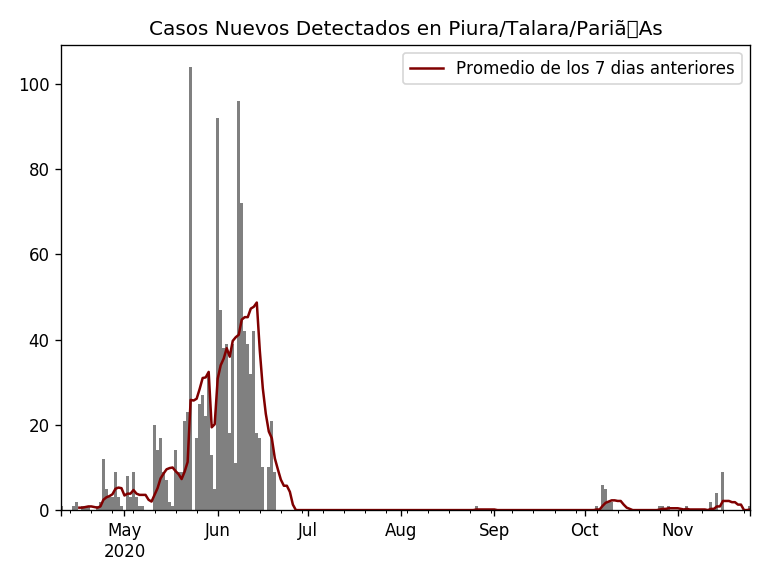 Casos Nuevos Detectados en Piura/Talara/Pariã▯As
Promedio de los 7 dias anteriores
100
80
60
40
20
0
May Jun Jul Aug Sep Oct Nov
2020